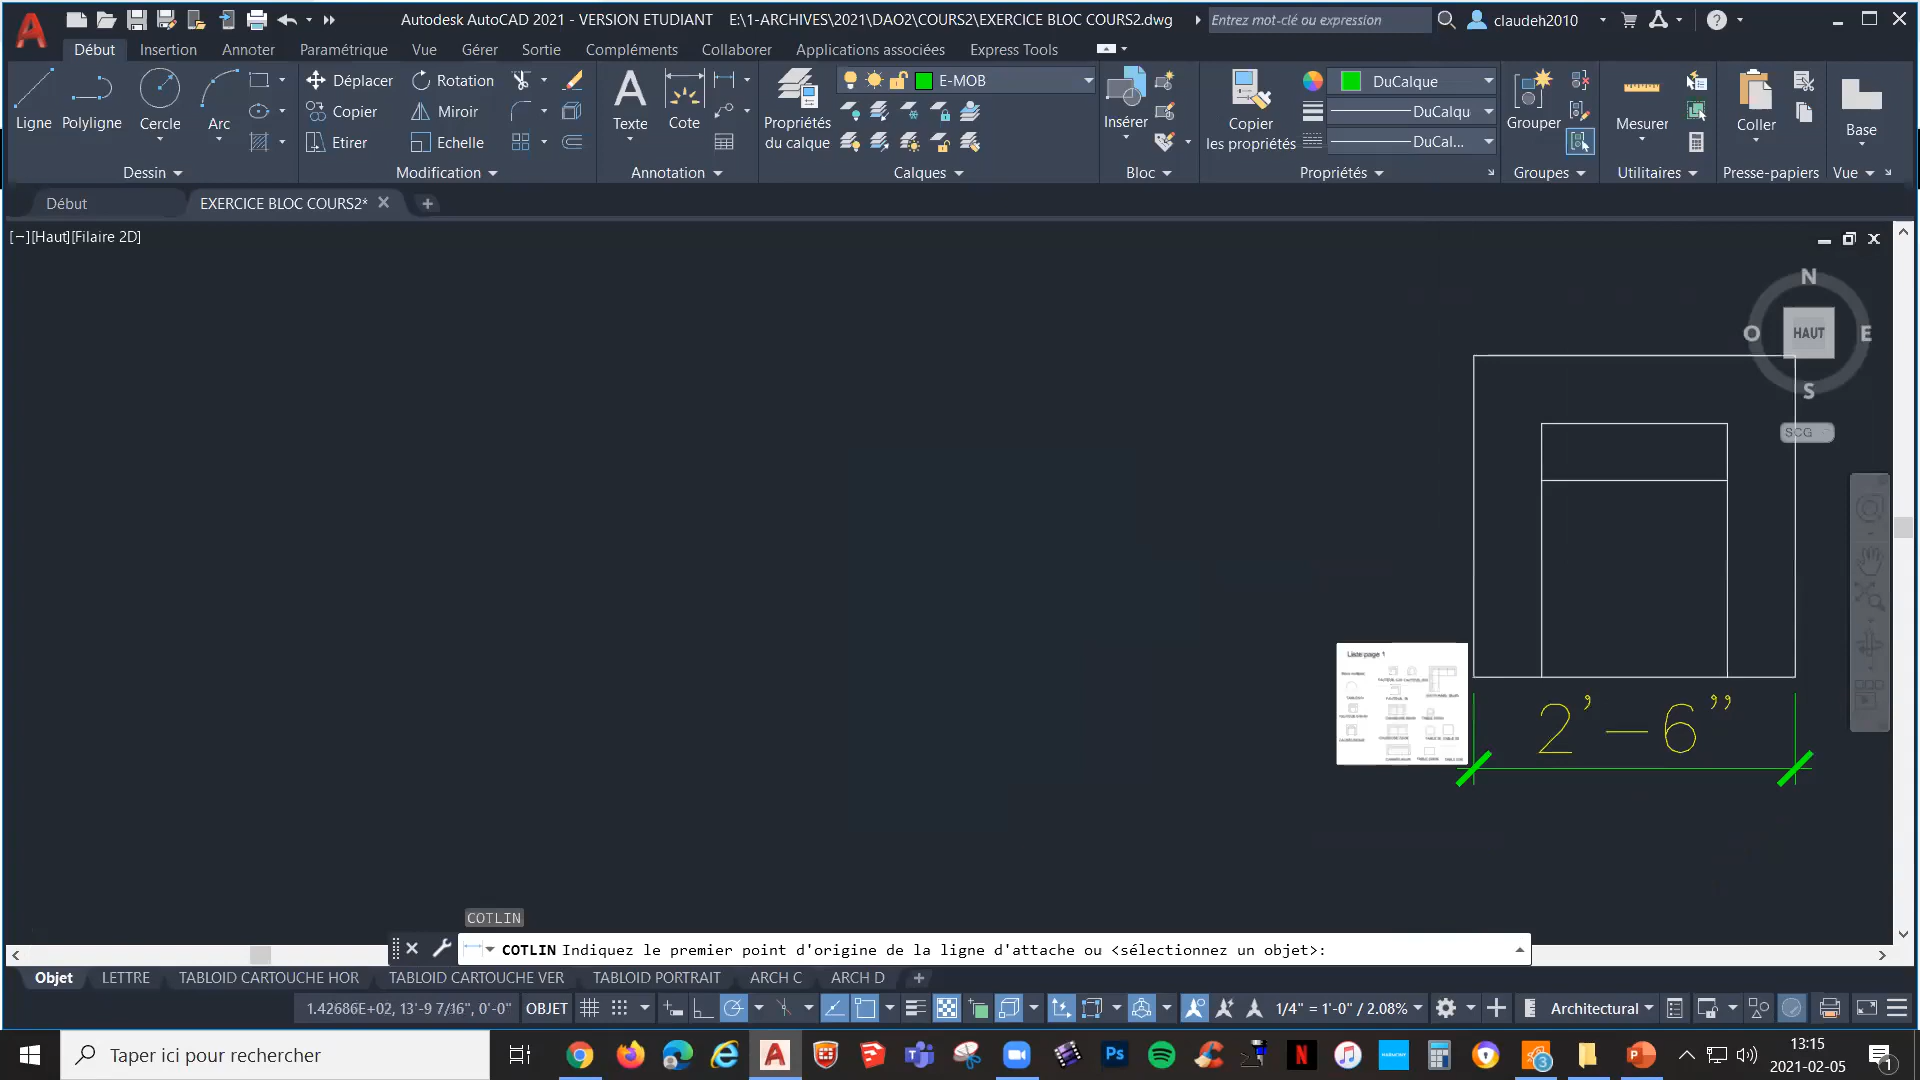 Autodesk AutoCAD 2021 - VERSION ETUDIANT E:\1-ARCHIVES\2021\DAO2\COURS2\EXERCICE BLOC COURS2.dwg Entrez mot-clé ou expression claudeh2010
Début Insertion Annoter Paramétrique Vue Gérer Sortie Compléments Collaborer Applications associées Express Tools
Ligne Polyligne Cercle Arc
Déplacer Rotation
Copier Miroir
Etirer Echelle
Texte Cote
Propriétés du calque
E-MOB
Insérer
Copier les propriétés
DuCalque
DuCalqu
DuCal...
Grouper
Mesurer
Coller
Base
Dessin Modification Annotation Calques Bloc Propriétés Groupes Utilitaires Presse-papiers Vue
Début EXERCICE BLOC COURS2*
[−][Haut][Filaire 2D]
N
O HAUT E
S
SCG
Liste page 1
2'-6"
COTLIN
COTLIN Indiquez le premier point d'origine de la ligne d'attache ou <sélectionnez un objet>:
Objet LETTRE TABLOID CARTOUCHE HOR TABLOID CARTOUCHE VER TABLOID PORTRAIT ARCH C ARCH D
1.42686E+02, 13'-9 7/16", 0'-0" OBJET 1/4" = 1'-0" / 2.08% Architectural
Taper ici pour rechercher
Ps
N
3
P
13:15
2021-02-05
1